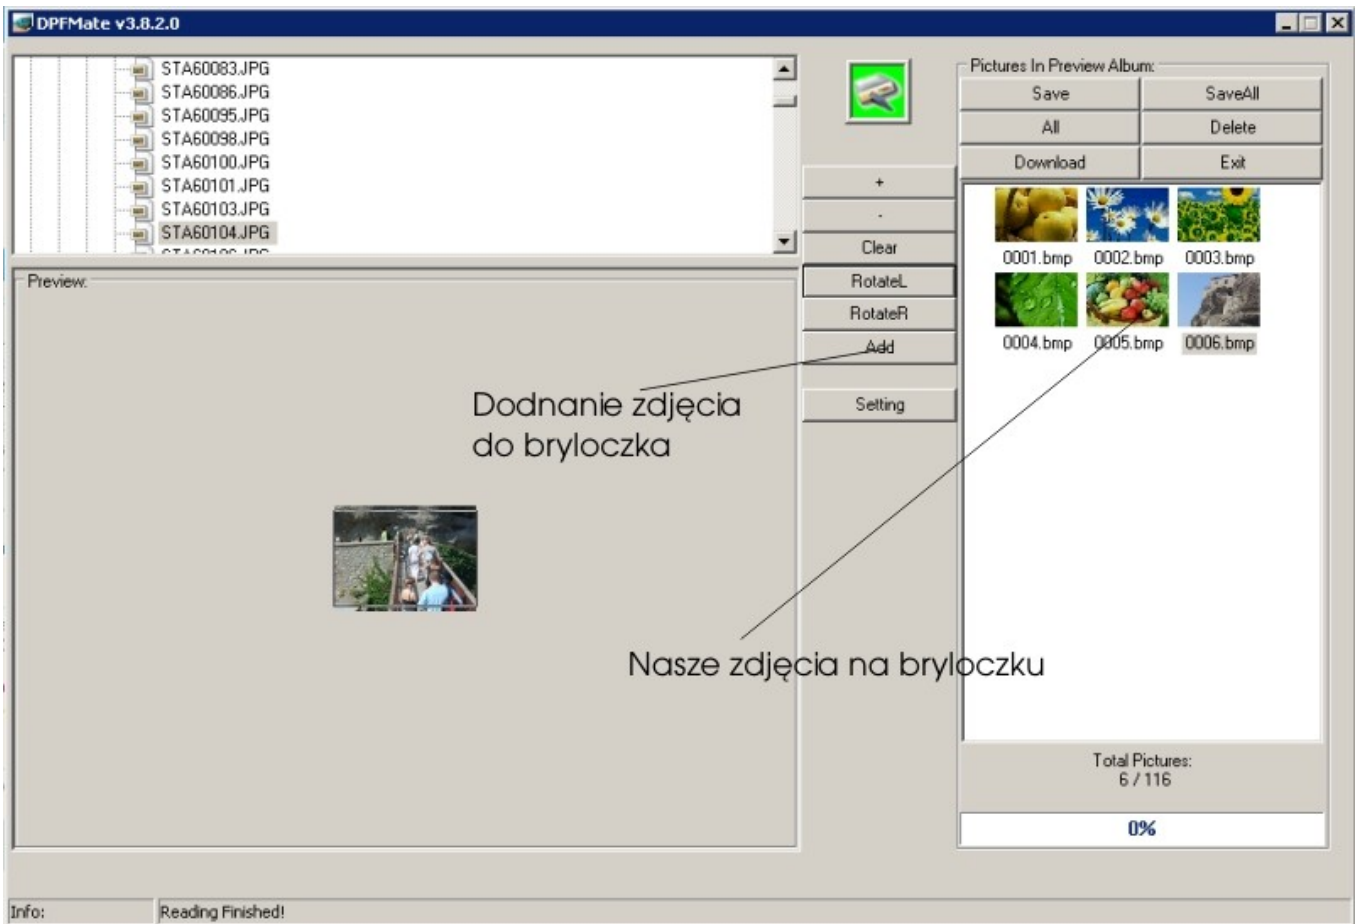 DPFMate v3.8.2.0
STA60083.JPG
STA60086.JPG
STA60095.JPG
STA60098.JPG
STA60100.JPG
STA60101.JPG
STA60103.JPG
STA60104.JPG
Preview:
+
-
Clear
RotateL
RotateR
Add
Setting
Dodnanie zdjęcia
do bryloczka
Nasze zdjęcia na bryloczku
Pictures In Preview Album:
Save SaveAll
All Delete
Download Exit
0001.bmp 0002.bmp 0003.bmp
0004.bmp 0005.bmp 0006.bmp
Total Pictures:
6 / 116
0%
Info: Reading Finished!